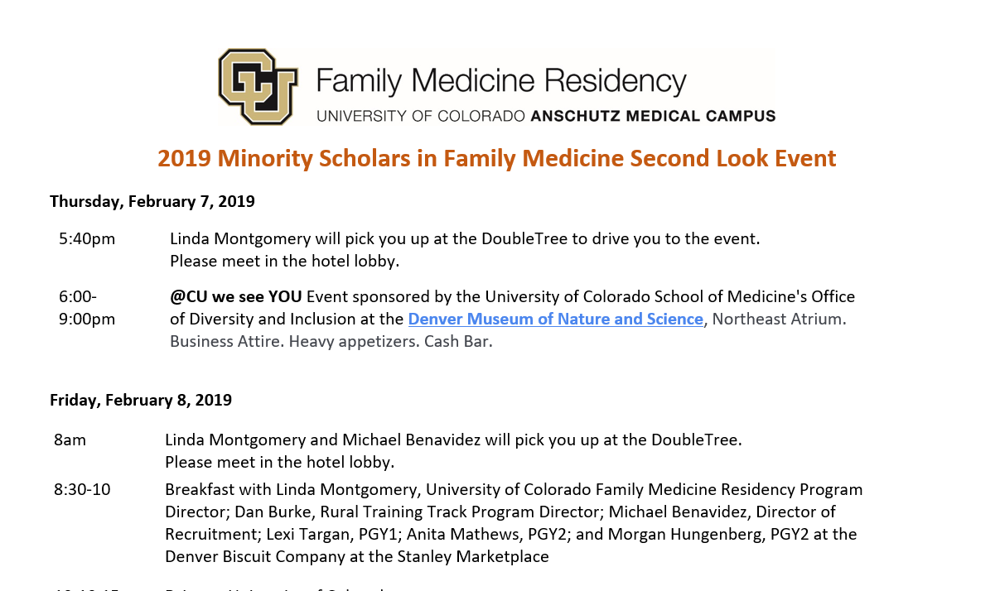 CU
Family Medicine Residency
UNIVERSITY OF COLORADO ANSCHUTZ MEDICAL CAMPUS
2019 Minority Scholars in Family Medicine Second Look Event
Thursday, February 7, 2019
5:40pm Linda Montgomery will pick you up at the DoubleTree to drive you to the event.
Please meet in the hotel lobby.
6:00- @CU we see YOU Event sponsored by the University of Colorado School of Medicine's Office
9:00pm of Diversity and Inclusion at the Denver Museum of Nature and Science, Northeast Atrium.
Business Attire. Heavy appetizers. Cash Bar.
Friday, February 8, 2019
8am Linda Montgomery and Michael Benavidez will pick you up at the DoubleTree.
Please meet in the hotel lobby.
8:30-10 Breakfast with Linda Montgomery, University of Colorado Family Medicine Residency Program
Director; Dan Burke, Rural Training Track Program Director; Michael Benavidez, Director of
Recruitment; Lexi Targan, PGY1; Anita Mathews, PGY2; and Morgan Hungenberg, PGY2 at the
Denver Biscuit Company at the Stanley Marketplace